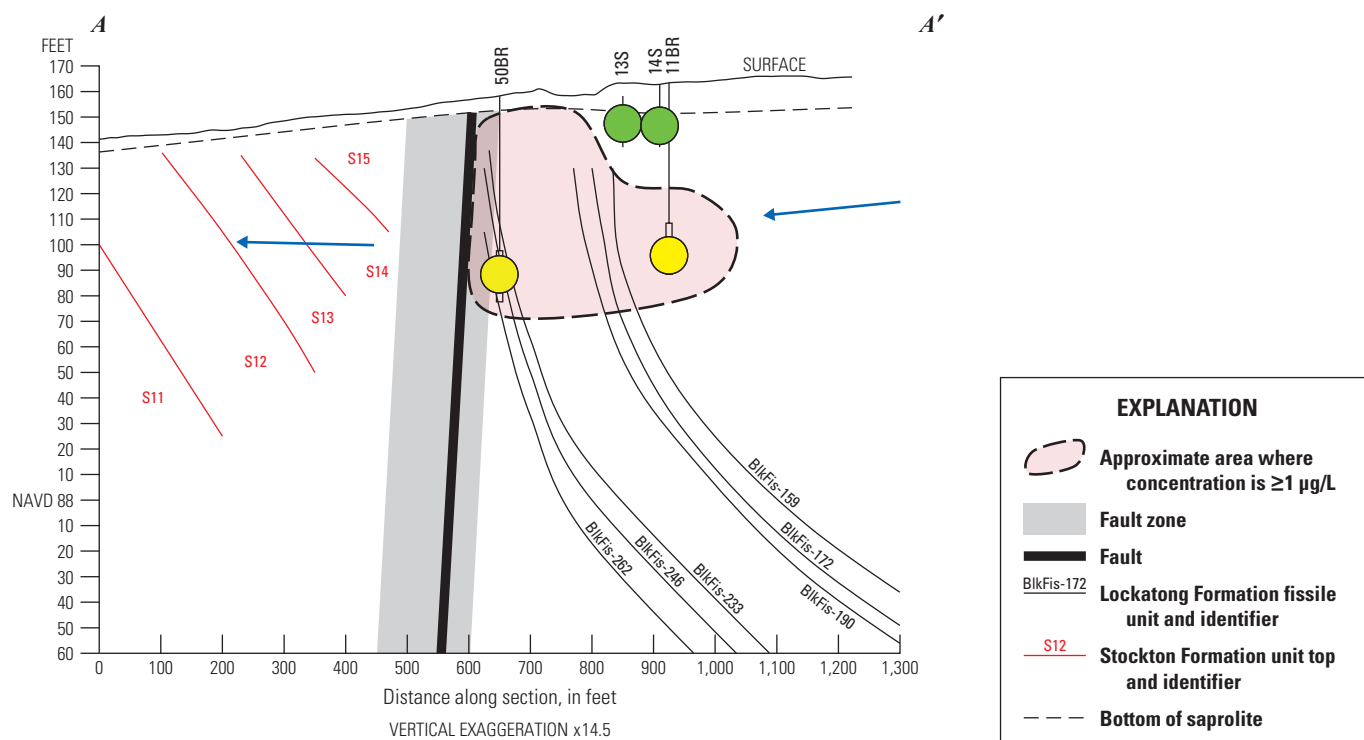 A
A′
FEET
170
160
150
140
130
120
110
100
90
80
70
60
50
40
30
20
10
NAVD 88
10
20
30
40
50
60
0
100
200
300
400
500
600
700
800
900
1,000
1,100
1,200
1,300
Distance along section, in feet
VERTICAL EXAGGERATION x14.5
50BR
13S
14S
11BR
SURFACE
S15
S14
S13
S12
S11
BlkFis-159
BlkFis-172
BlkFis-190
BlkFis-233
BlkFis-246
BlkFis-262
EXPLANATION
Approximate area where
concentration is ≥1 µg/L
Fault zone
Fault
BlkFis-172
Lockatong Formation fissile
unit and identifier
S12
Stockton Formation unit top
and identifier
Bottom of saprolite